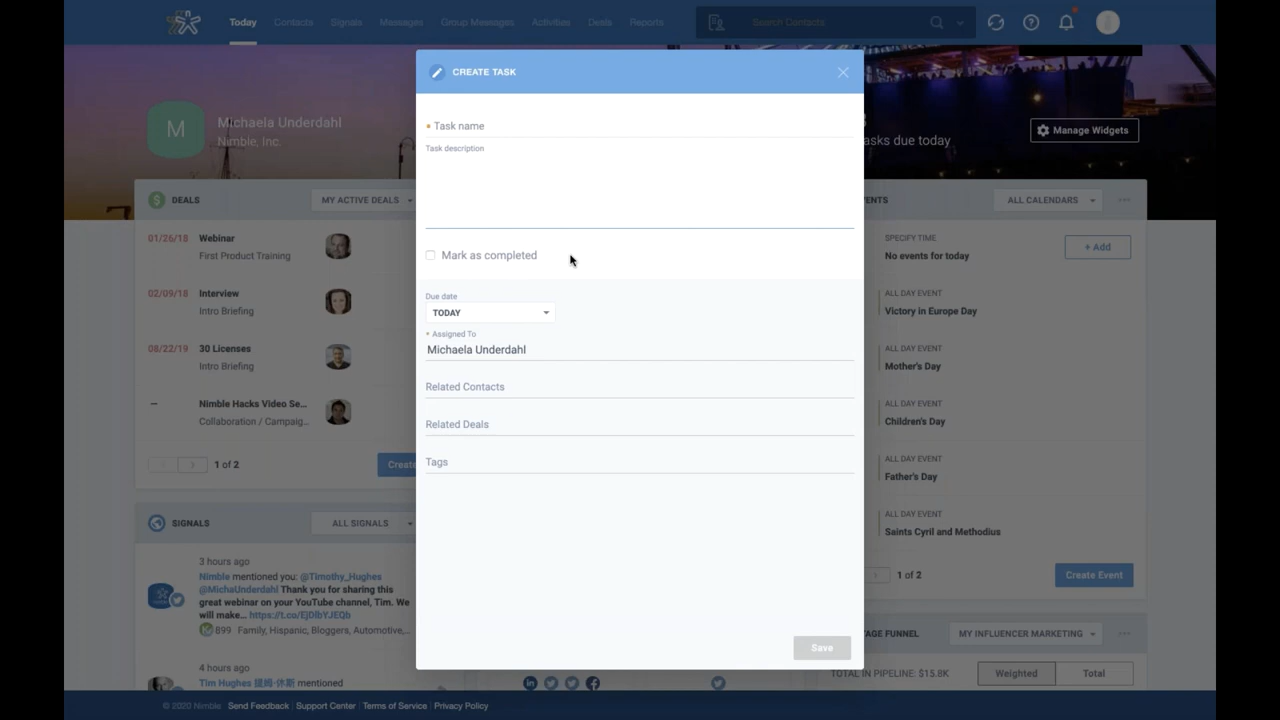 Today Contacts Signals Messages Group Messages Activities Deals Reports Search Contacts
CREATE TASK
M
Michaela Underdahl
Nimble, Inc.
asks due today
Manage Widgets
Task name
Task description
Mark as completed
Due date
TODAY
* Assigned To
Michaela Underdahl
Related Contacts
Related Deals
Tags
Save
DEALS MY ACTIVE DEALS
01/26/18 Webinar
First Product Training
02/09/18 Interview
Intro Briefing
08/22/19 30 Licenses
Intro Briefing
– Nimble Hacks Video Se...
Collaboration / Campaig...
1 of 2 Create
SIGNALS ALL SIGNALS
3 hours ago
Nimble mentioned you: @Timothy_Hughes
@MichaUnderdahl Thank you for sharing this
great webinar on your YouTube channel, Tim. We
will make... https://t.co/EjDlbYJEQb
899 Family, Hispanic, Bloggers, Automotive,...
4 hours ago
Tim Hughes 提姆·休斯 mentioned
ENTS ALL CALENDARS
SPECIFY TIME
No events for today
+ Add
ALL DAY EVENT
Victory in Europe Day
ALL DAY EVENT
Mother's Day
ALL DAY EVENT
Children's Day
ALL DAY EVENT
Father's Day
ALL DAY EVENT
Saints Cyril and Methodius
1 of 2 Create Event
AGE FUNNEL MY INFLUENCER MARKETING
TOTAL IN PIPELINE: $15.8K Weighted Total
© 2020 Nimble Send Feedback | Support Center | Terms of Service | Privacy Policy